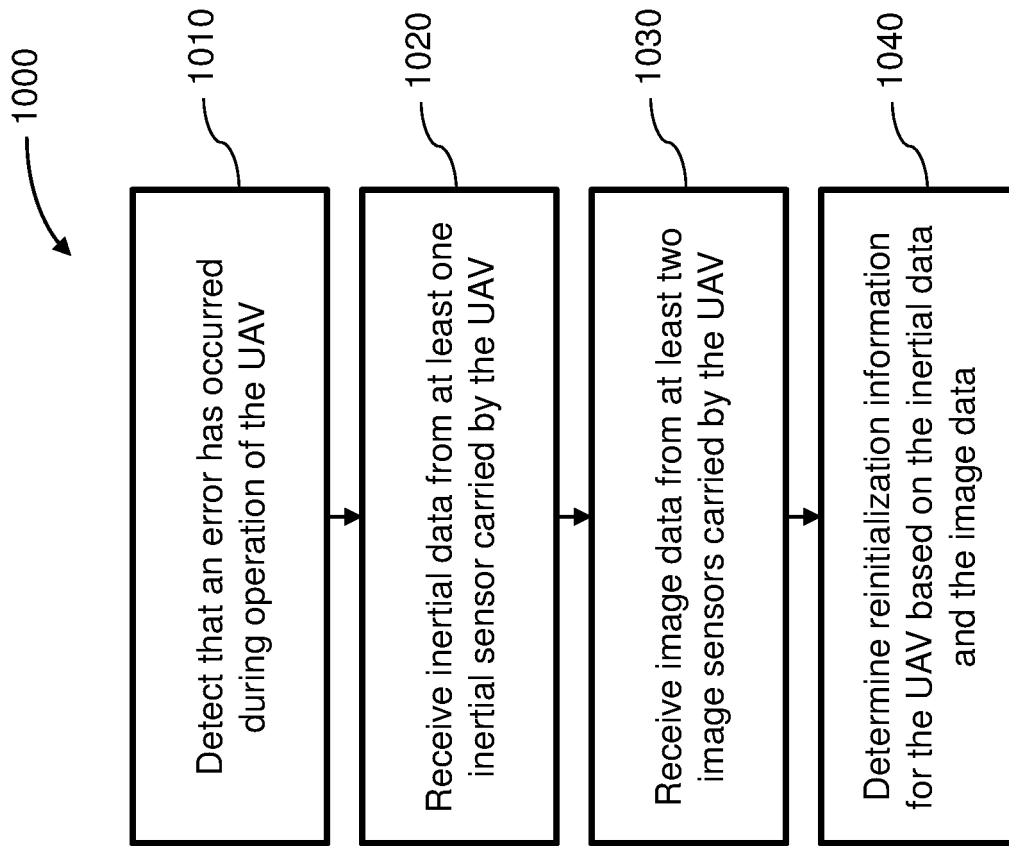 1000
1010
Detect that an error has occurred
during operation of the UAV
1020
Receive inertial data from at least one
inertial sensor carried by the UAV
1030
Receive image data from at least two
image sensors carried by the UAV
1040
Determine reinitialization information
for the UAV based on the inertial data
and the image data